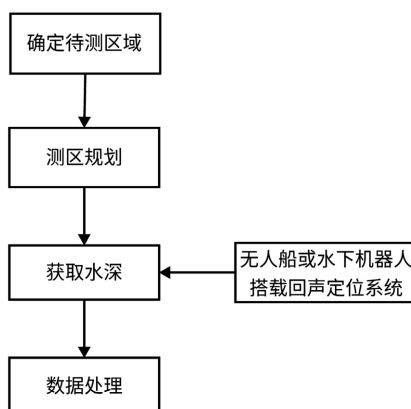 确定待测区域
测区规划
获取水深
无人船或水下机器人
搭载回声定位系统
数据处理